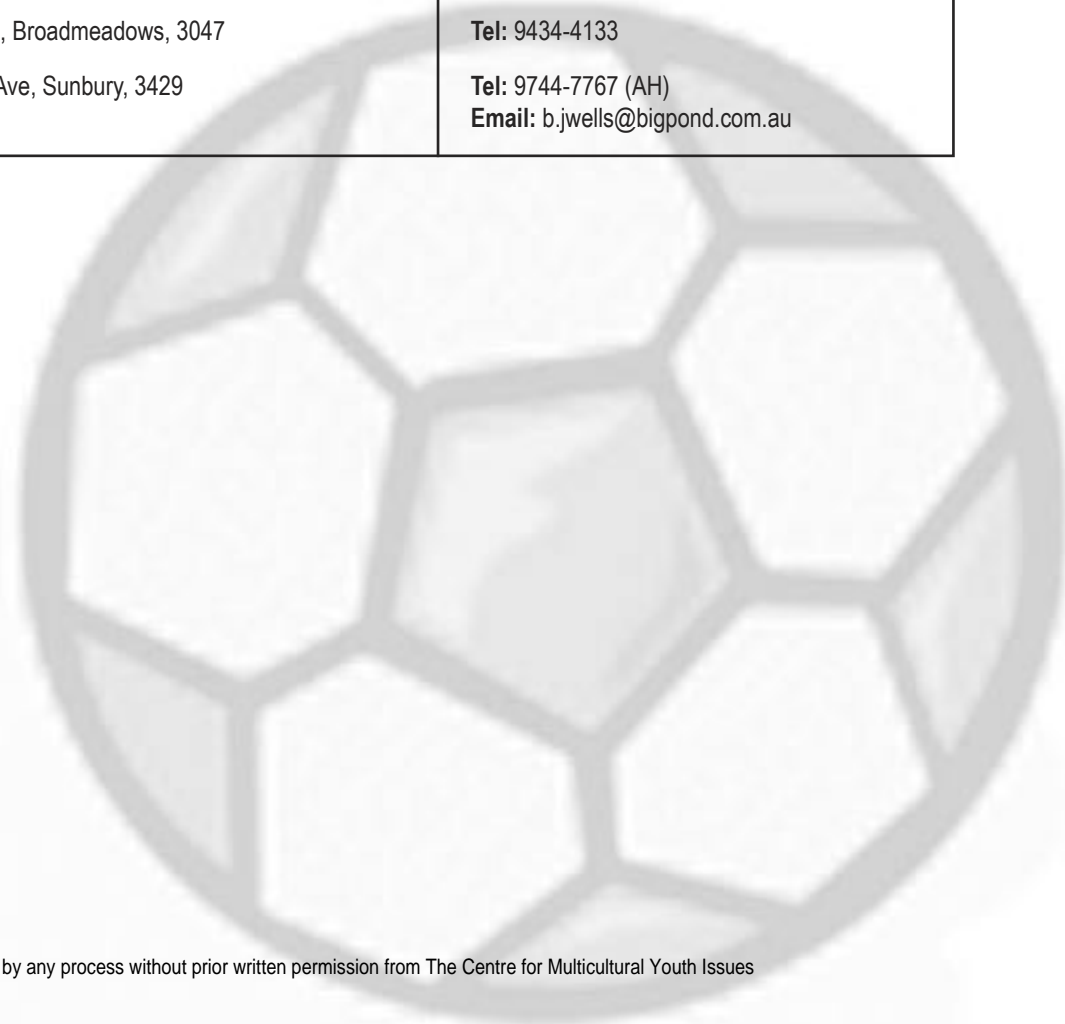 , Broadmeadows, 3047
Tel: 9434-4133
Ave, Sunbury, 3429
Tel: 9744-7767 (AH)
Email: b.jwells@bigpond.com.au
by any process without prior written permission from The Centre for Multicultural Youth Issues